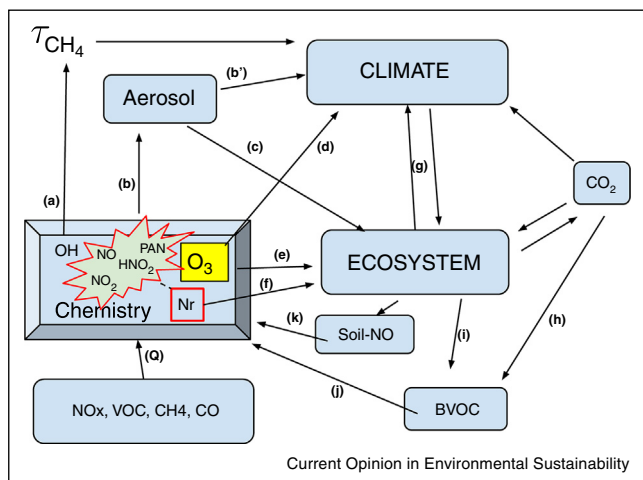 τCH4
CLIMATE
(b')
Aerosol
(c)
(d)
(g)
(b)
(a)
CO2
OH
NO
PAN
HNO2
O3
NO2
(e)
ECOSYSTEM
Nr
(f)
Chemistry
(k)
Soil-NO
(i)
(h)
(Q)
(j)
NOx, VOC, CH4, CO
BVOC
Current Opinion in Environmental Sustainability